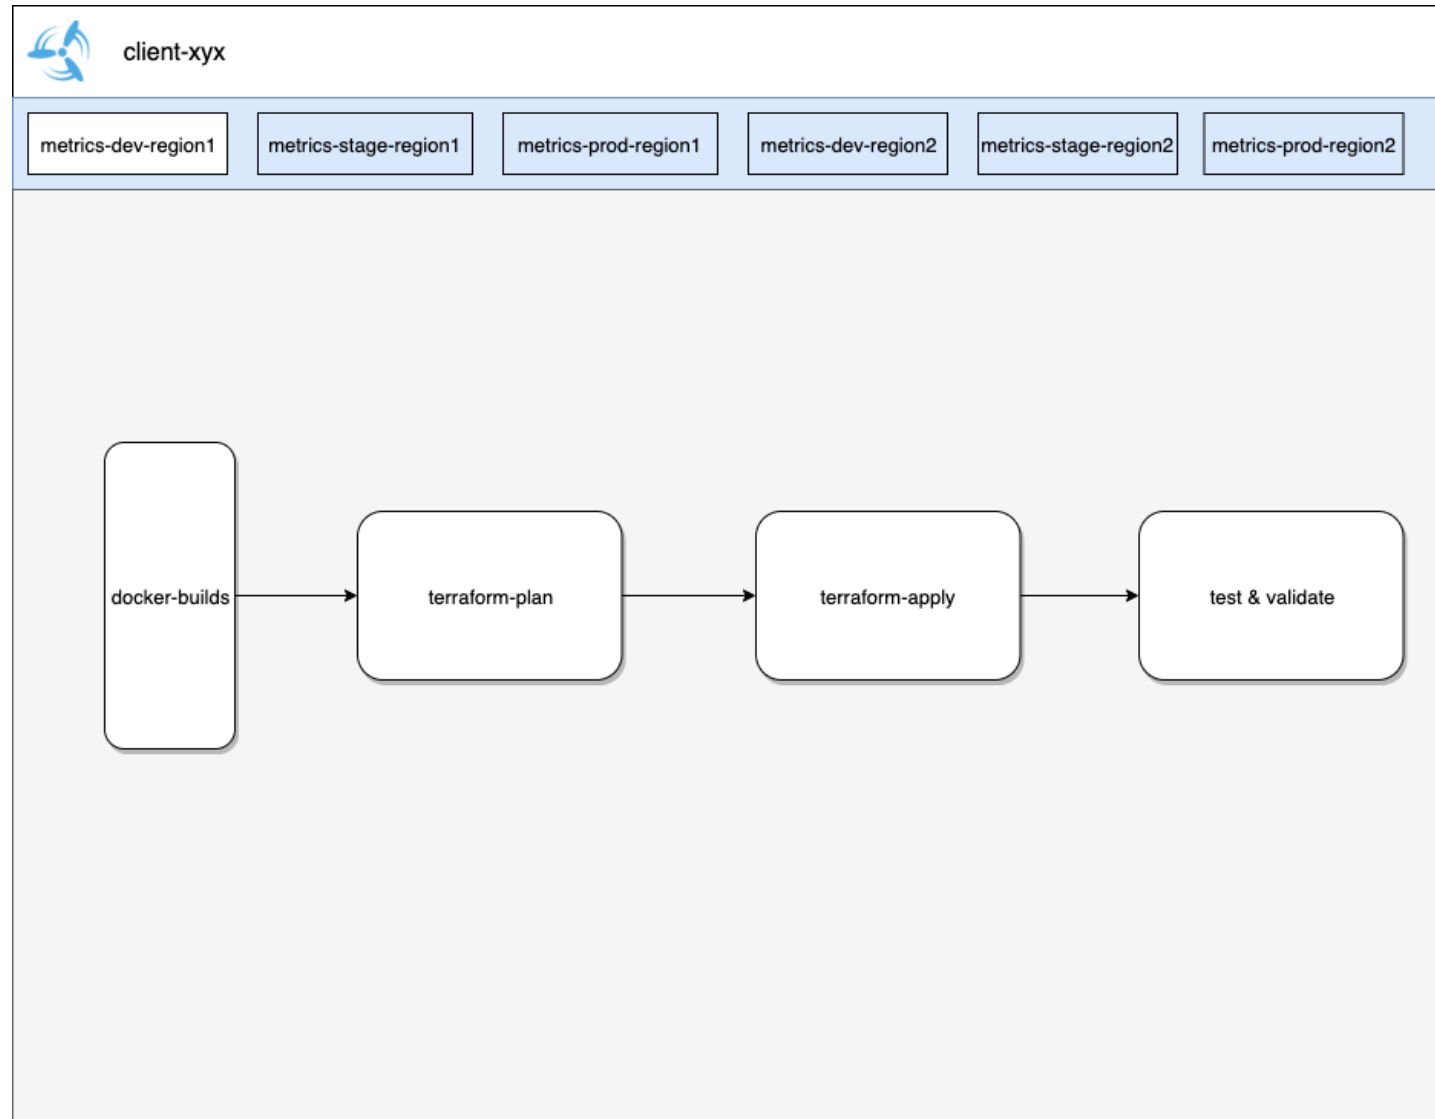 client-xyx
metrics-dev-region1
metrics-stage-region1
metrics-prod-region1
metrics-dev-region2
metrics-stage-region2
metrics-prod-region2
docker-builds
terraform-plan
terraform-apply
test & validate